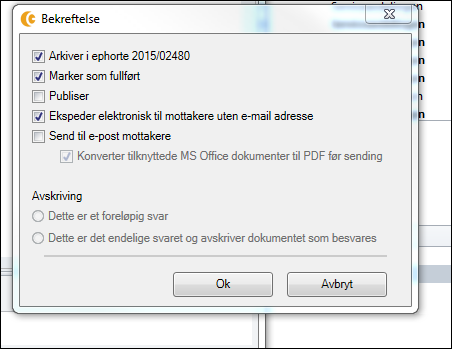 Bekreftelse
Arkiver i ephorte 2015/02480
Marker som fullført
Publiser
Ekspeder elektronisk til mottakere uten e-mail adresse
Send til e-post mottakere
Konverter tilknyttede MS Office dokumenter til PDF før sending
Avskriving
Dette er et foreløpig svar
Dette er det endelige svaret og avskriver dokumentet som besvares
Ok
Avbryt